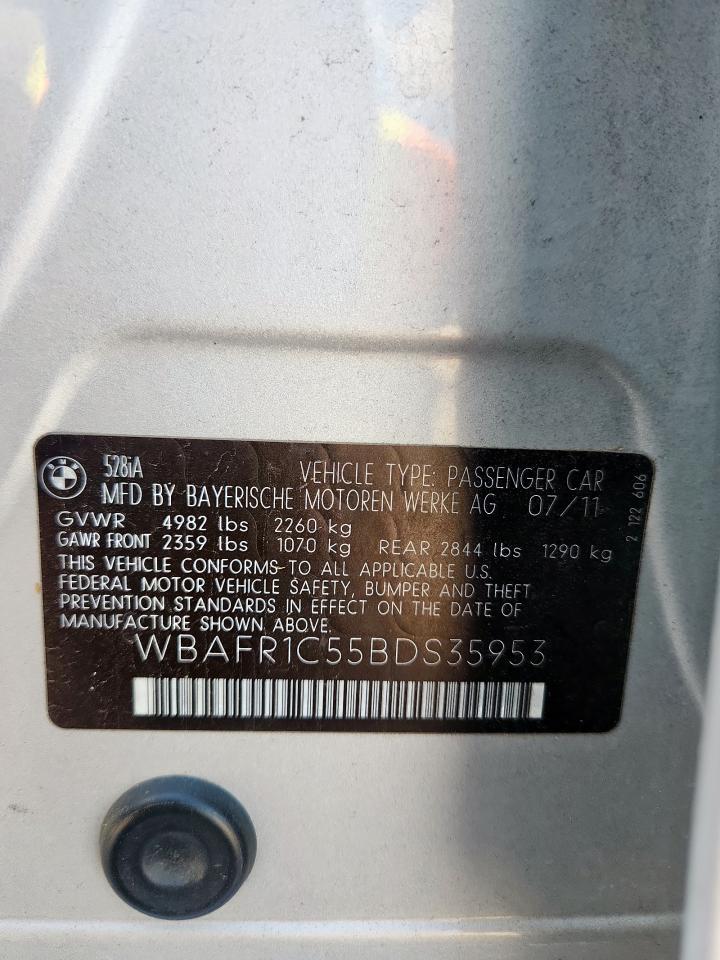 528iA VEHICLE TYPE: PASSENGER CAR
MFD BY BAYERISCHE MOTOREN WERKE AG 07/11
GVWR 4982 lbs 2260 kg
GAWR FRONT 2359 lbs 1070 kg REAR 2844 lbs 1290 kg
THIS VEHICLE CONFORMS TO ALL APPLICABLE U.S.
FEDERAL MOTOR VEHICLE SAFETY, BUMPER AND THEFT
PREVENTION STANDARDS IN EFFECT ON THE DATE OF
MANUFACTURE SHOWN ABOVE.
WBAFR1C55BDS35953
2 122 606